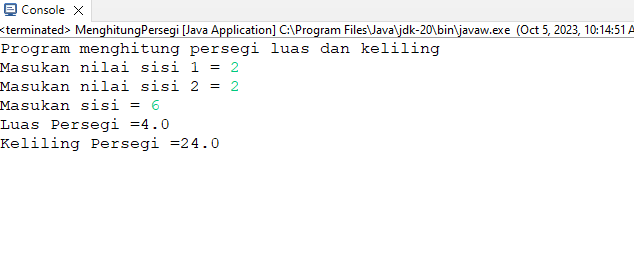 Console
<terminated> MenghitungPersegi [Java Application] C:\Program Files\Java\jdk-20\bin\javaw.exe (Oct 5, 2023, 10:14:51 A
Program menghitung persegi luas dan keliling
Masukan nilai sisi 1 = 2
Masukan nilai sisi 2 = 2
Masukan sisi = 6
Luas Persegi =4.0
Keliling Persegi =24.0